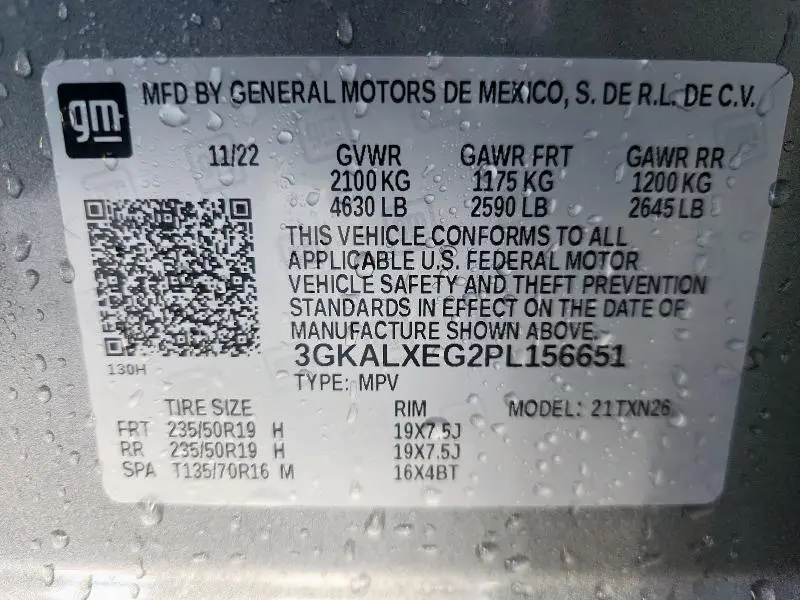 gm
MFD BY GENERAL MOTORS DE MEXICO, S. DE R.L. DE C.V.
11/22 GVWR GAWR FRT GAWR RR
2100 KG 1175 KG 1200 KG
4630 LB 2590 LB 2645 LB
THIS VEHICLE CONFORMS TO ALL
APPLICABLE U.S. FEDERAL MOTOR
VEHICLE SAFETY AND THEFT PREVENTION
STANDARDS IN EFFECT ON THE DATE OF
MANUFACTURE SHOWN ABOVE.
3GKALXEG2PL156651
130H
TYPE: MPV
TIRE SIZE RIM MODEL: 21TXN26
FRT 235/50R19 H 19X7.5J
RR 235/50R19 H 19X7.5J
SPA T135/70R16 M 16X4BT